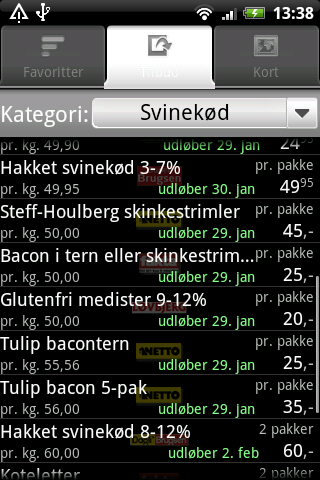 13:38
Favoritter
Kort
Kategori: Svinekød
pr. kg. 49,90 udløber 29. jan 24⁹⁵
Hakket svinekød 3-7% pr. pakke
pr. kg. 49,95 udløber 30. jan 49⁹⁵
Brugsen
Steff-Houlberg skinkestrimler pr. pakke
pr. kg. 50,00 udløber 29. jan 45,-
NETTO
Bacon i tern eller skinkestrim... pr. pakke
pr. kg. 50,00 udløber 29. jan 25,-
Glutenfri medister 9-12% pr. pakke
pr. kg. 50,00 udløber 29. jan 20,-
LØVBJERG
Tulip bacontern pr. pakke
pr. kg. 55,56 udløber 29. jan 25,-
NETTO
Tulip bacon 5-pak pr. pakke
pr. kg. 56,00 udløber 29. jan 35,-
NETTO
Hakket svinekød 8-12% 2 pakker
pr. kg. 60,00 udløber 2. feb 60,-
Brugsen
Koteletter 2 pakker